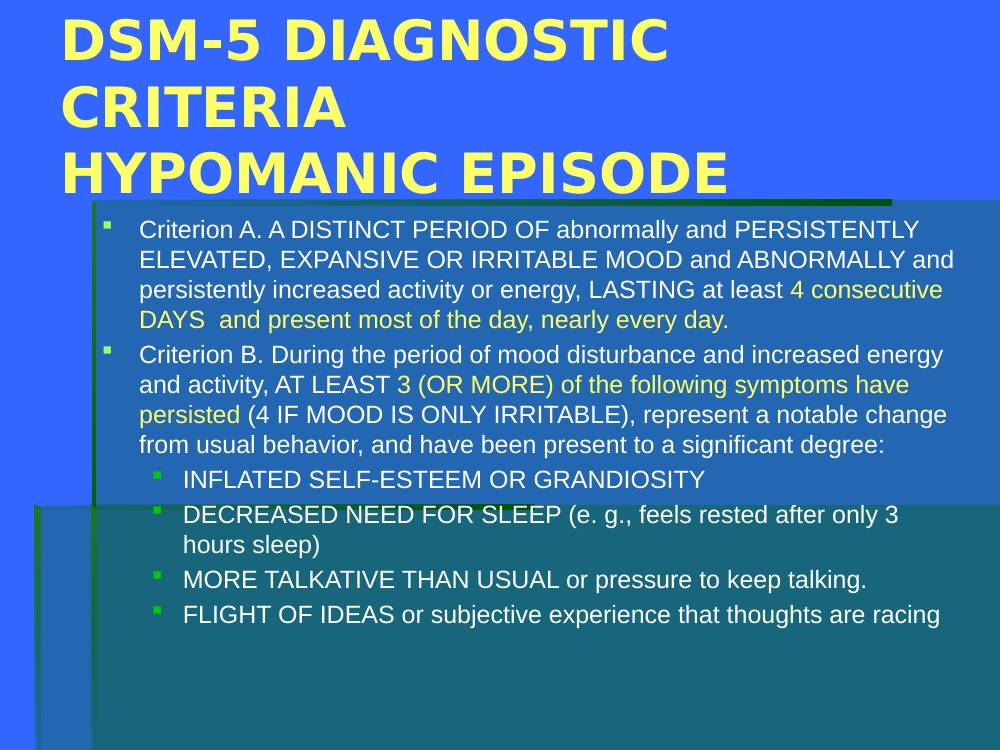 DSM-5 DIAGNOSTIC
CRITERIA
HYPOMANIC EPISODE
Criterion A. A DISTINCT PERIOD OF abnormally and PERSISTENTLY
ELEVATED, EXPANSIVE OR IRRITABLE MOOD and ABNORMALLY and
persistently increased activity or energy, LASTING at least 4 consecutive
DAYS  and present most of the day, nearly every day.
Criterion B. During the period of mood disturbance and increased energy
and activity, AT LEAST 3 (OR MORE) of the following symptoms have
persisted (4 IF MOOD IS ONLY IRRITABLE), represent a notable change
from usual behavior, and have been present to a significant degree:
INFLATED SELF-ESTEEM OR GRANDIOSITY
DECREASED NEED FOR SLEEP (e. g., feels rested after only 3
hours sleep)
MORE TALKATIVE THAN USUAL or pressure to keep talking.
FLIGHT OF IDEAS or subjective experience that thoughts are racing